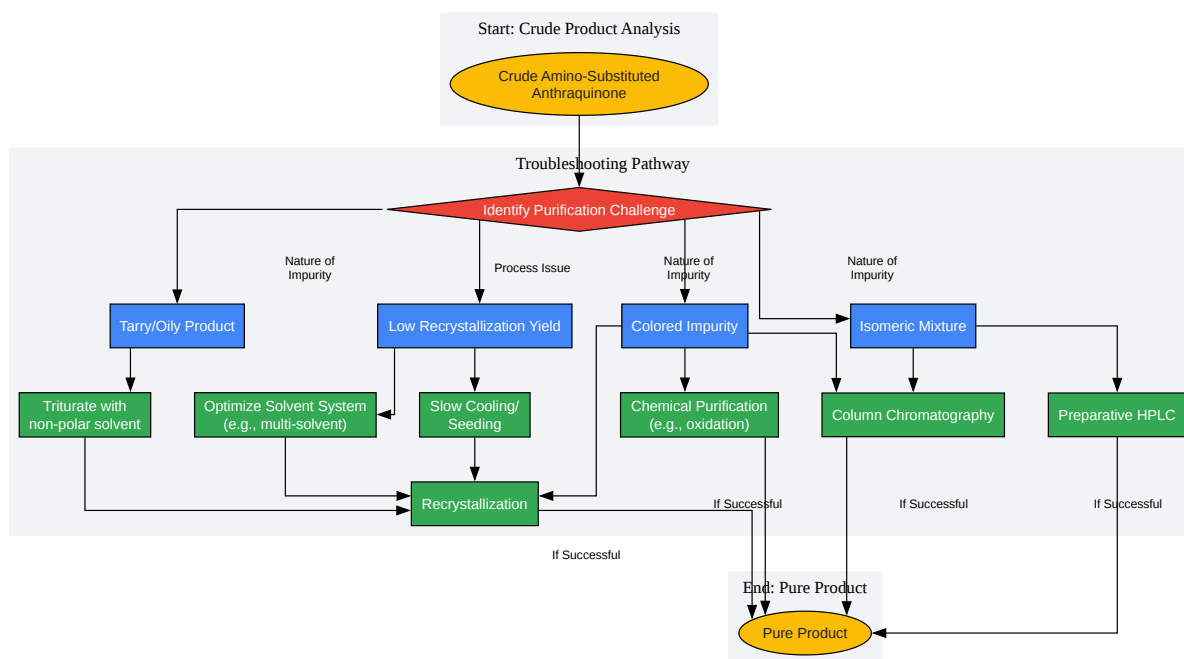 Start: Crude Product Analysis
Crude Amino-Substituted
Anthraquinone
Troubleshooting Pathway
Identify Purification Challenge
Nature of
Impurity
Process Issue
Nature of
Impurity
Nature of
Impurity
Tarry/Oily Product
Low Recrystallization Yield
Colored Impurity
Isomeric Mixture
Triturate with
non-polar solvent
Optimize Solvent System
(e.g., multi-solvent)
Slow Cooling/
Seeding
Chemical Purification
(e.g., oxidation)
Column Chromatography
Preparative HPLC
Recrystallization
If Successful
If Successful
If Successful
If Successful
End: Pure Product
Pure Product